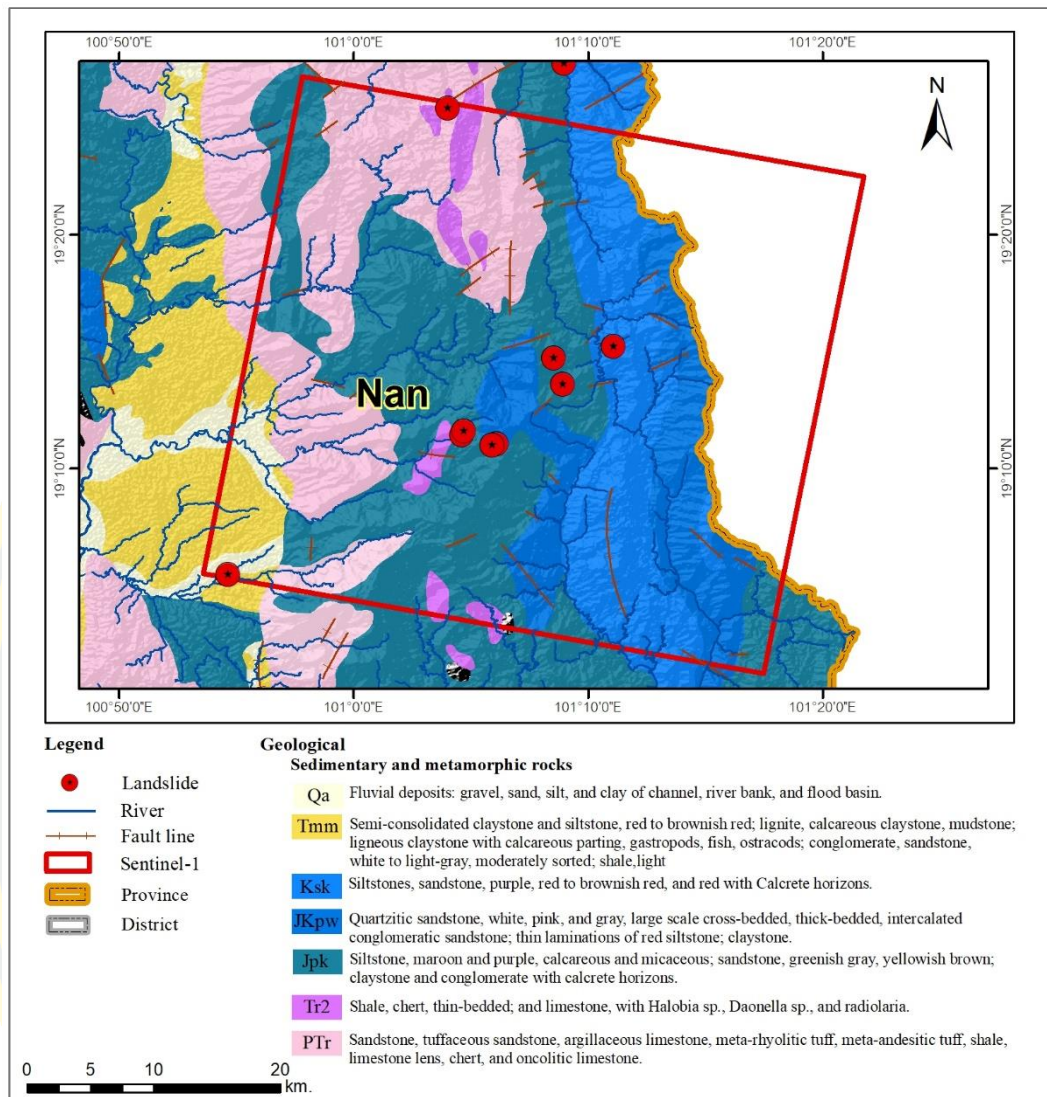 100°50'0"E 101°0'0"E 101°10'0"E 101°20'0"E
N
19°20'0"N 19°20'0"N
Nan
19°10'0"N 19°10'0"N
100°50'0"E 101°0'0"E 101°10'0"E 101°20'0"E
Legend
Landslide
River
Fault line
Sentinel-1
Province
District
Geological
Sedimentary and metamorphic rocks
Qa Fluvial deposits: gravel, sand, silt, and clay of channel, river bank, and flood basin.
Tmm Semi-consolidated claystone and siltstone, red to brownish red; lignite, calcareous claystone, mudstone;
ligneous claystone with calcareous parting, gastropods, fish, ostracods; conglomerate, sandstone,
white to light-gray, moderately sorted; shale,light
Ksk Siltstones, sandstone, purple, red to brownish red, and red with Calcrete horizons.
JKpw Quartzitic sandstone, white, pink, and gray, large scale cross-bedded, thick-bedded, intercalated
conglomeratic sandstone; thin laminations of red siltstone; claystone.
Jpk Siltstone, maroon and purple, calcareous and micaceous; sandstone, greenish gray, yellowish brown;
claystone and conglomerate with calcrete horizons.
Tr2 Shale, chert, thin-bedded; and limestone, with Halobia sp., Daonella sp., and radiolaria.
PTr Sandstone, tuffaceous sandstone, argillaceous limestone, meta-rhyolitic tuff, meta-andesitic tuff, shale,
limestone lens, chert, and oncolitic limestone.
0 5 10 20
km.